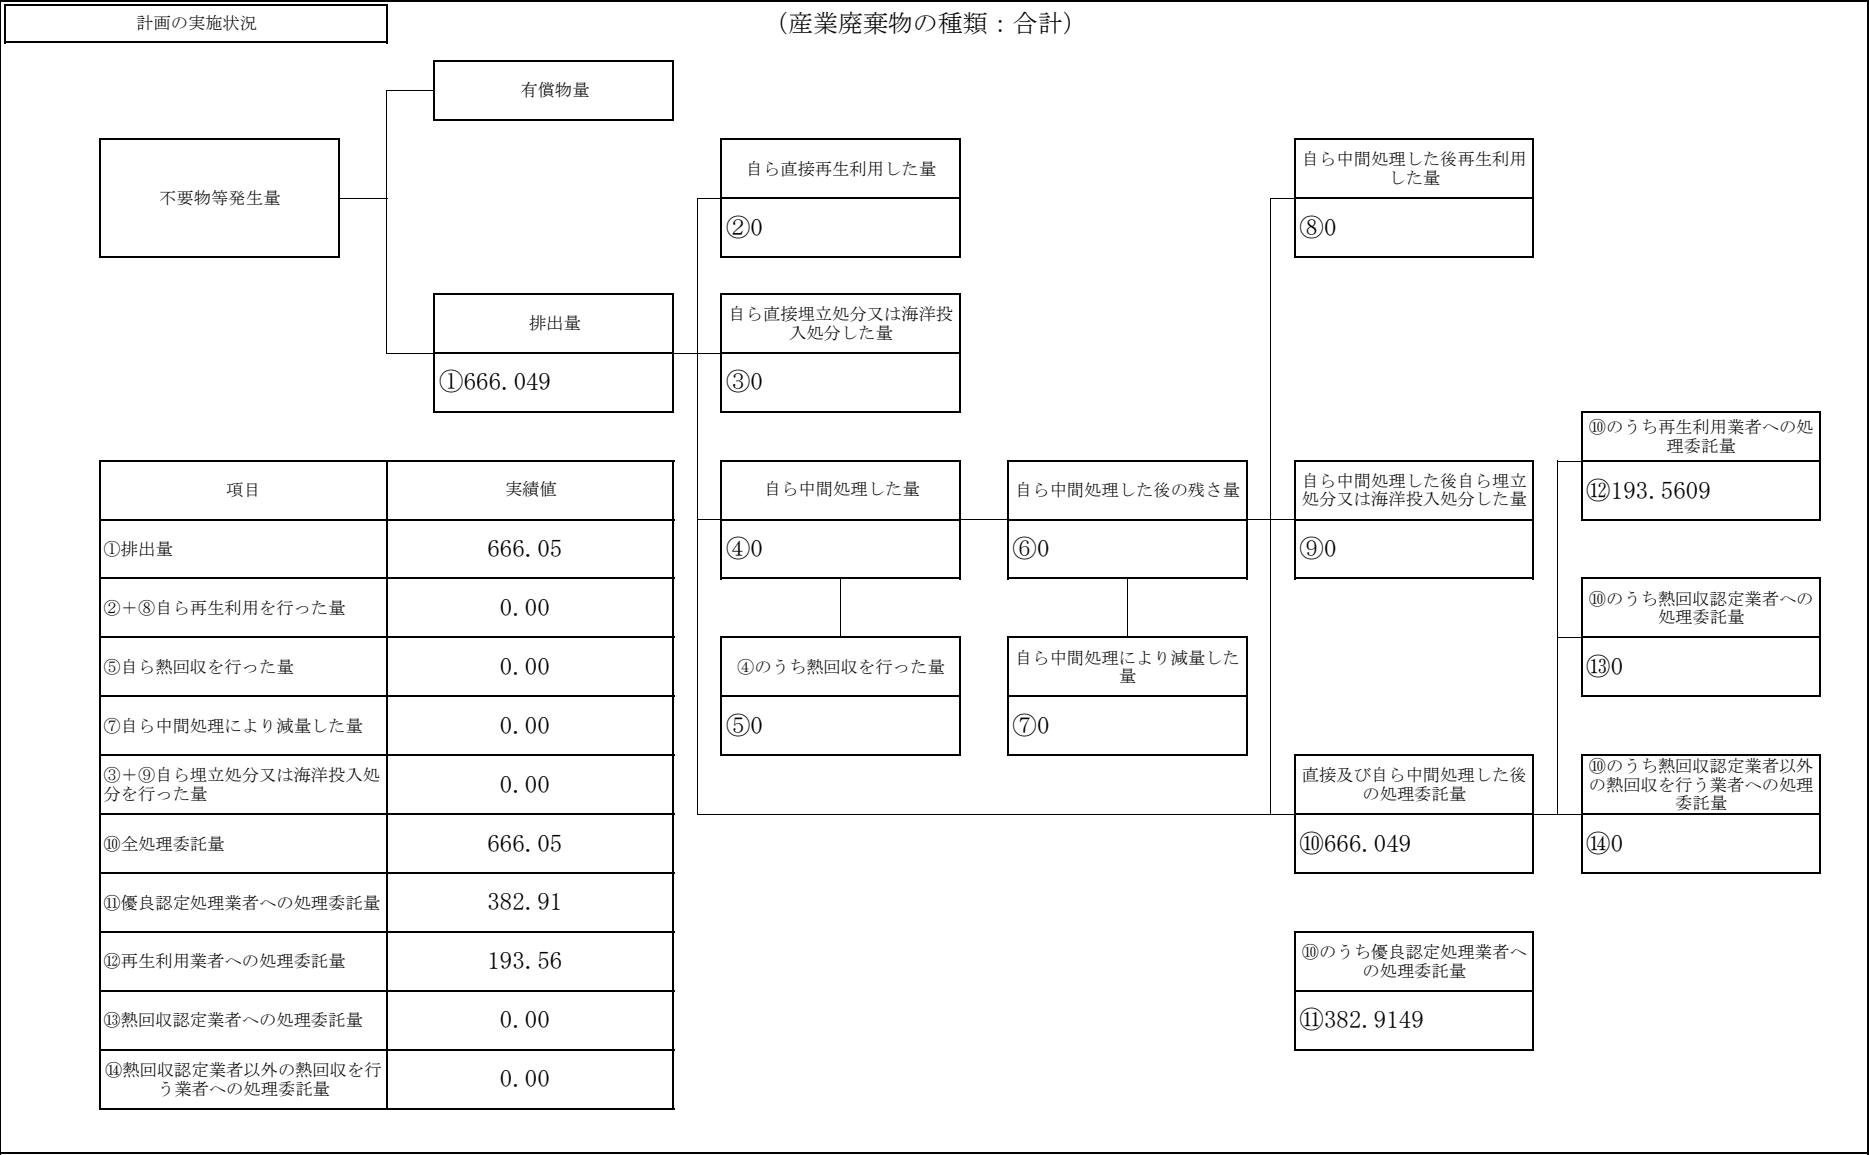 計画の実施状況
（産業廃棄物の種類：合計）
有償物量
不要物等発生量
排出量
①666.049
自ら直接再生利用した量
②0
自ら直接埋立処分又は海洋投
入処分した量
③0
自ら中間処理した後再生利用
した量
⑧0
項目 実績値
①排出量 666.05
②＋⑧自ら再生利用を行った量 0.00
⑤自ら熱回収を行った量 0.00
⑦自ら中間処理により減量した量 0.00
③＋⑨自ら埋立処分又は海洋投入処
分を行った量 0.00
⑩全処理委託量 666.05
⑪優良認定処理業者への処理委託量 382.91
⑫再生利用業者への処理委託量 193.56
⑬熱回収認定業者への処理委託量 0.00
⑭熱回収認定業者以外の熱回収を行
う業者への処理委託量 0.00
自ら中間処理した量
④0
④のうち熱回収を行った量
⑤0
自ら中間処理した後の残さ量
⑥0
自ら中間処理により減量した
量
⑦0
自ら中間処理した後自ら埋立
処分又は海洋投入処分した量
⑨0
直接及び自ら中間処理した後
の処理委託量
⑩666.049
⑩のうち優良認定処理業者へ
の処理委託量
⑪382.9149
⑩のうち再生利用業者への処
理委託量
⑫193.5609
⑩のうち熱回収認定業者への
処理委託量
⑬0
⑩のうち熱回収認定業者以外
の熱回収を行う業者への処理
委託量
⑭0